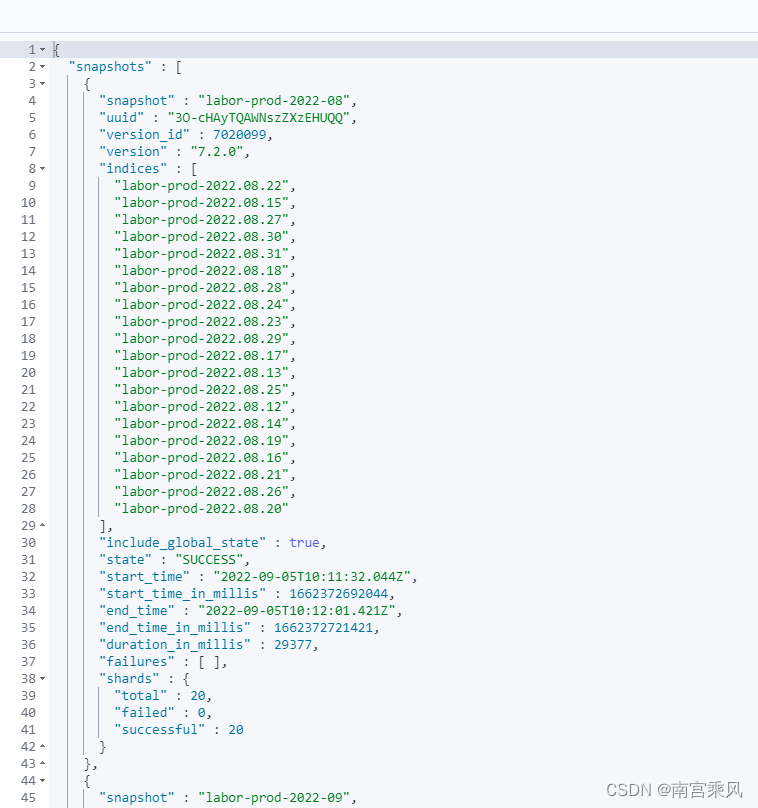 1 {
2 "snapshots" : [
3 {
4 "snapshot" : "labor-prod-2022-08",
5 "uuid" : "3O-cHAyTQAWNszZXzEHUQQ",
6 "version_id" : 7020099,
7 "version" : "7.2.0",
8 "indices" : [
9 "labor-prod-2022.08.22",
10 "labor-prod-2022.08.15",
11 "labor-prod-2022.08.27",
12 "labor-prod-2022.08.30",
13 "labor-prod-2022.08.31",
14 "labor-prod-2022.08.18",
15 "labor-prod-2022.08.28",
16 "labor-prod-2022.08.24",
17 "labor-prod-2022.08.23",
18 "labor-prod-2022.08.29",
19 "labor-prod-2022.08.17",
20 "labor-prod-2022.08.13",
21 "labor-prod-2022.08.25",
22 "labor-prod-2022.08.12",
23 "labor-prod-2022.08.14",
24 "labor-prod-2022.08.19",
25 "labor-prod-2022.08.16",
26 "labor-prod-2022.08.21",
27 "labor-prod-2022.08.26",
28 "labor-prod-2022.08.20"
29 ],
30 "include_global_state" : true,
31 "state" : "SUCCESS",
32 "start_time" : "2022-09-05T10:11:32.044Z",
33 "start_time_in_millis" : 1662372692044,
34 "end_time" : "2022-09-05T10:12:01.421Z",
35 "end_time_in_millis" : 1662372721421,
36 "duration_in_millis" : 29377,
37 "failures" : [ ],
38 "shards" : {
39 "total" : 20,
40 "failed" : 0,
41 "successful" : 20
42 }
43 },
44 {
45 "snapshot" : "labor-prod-2022-09",
CSDN @南宫乘风